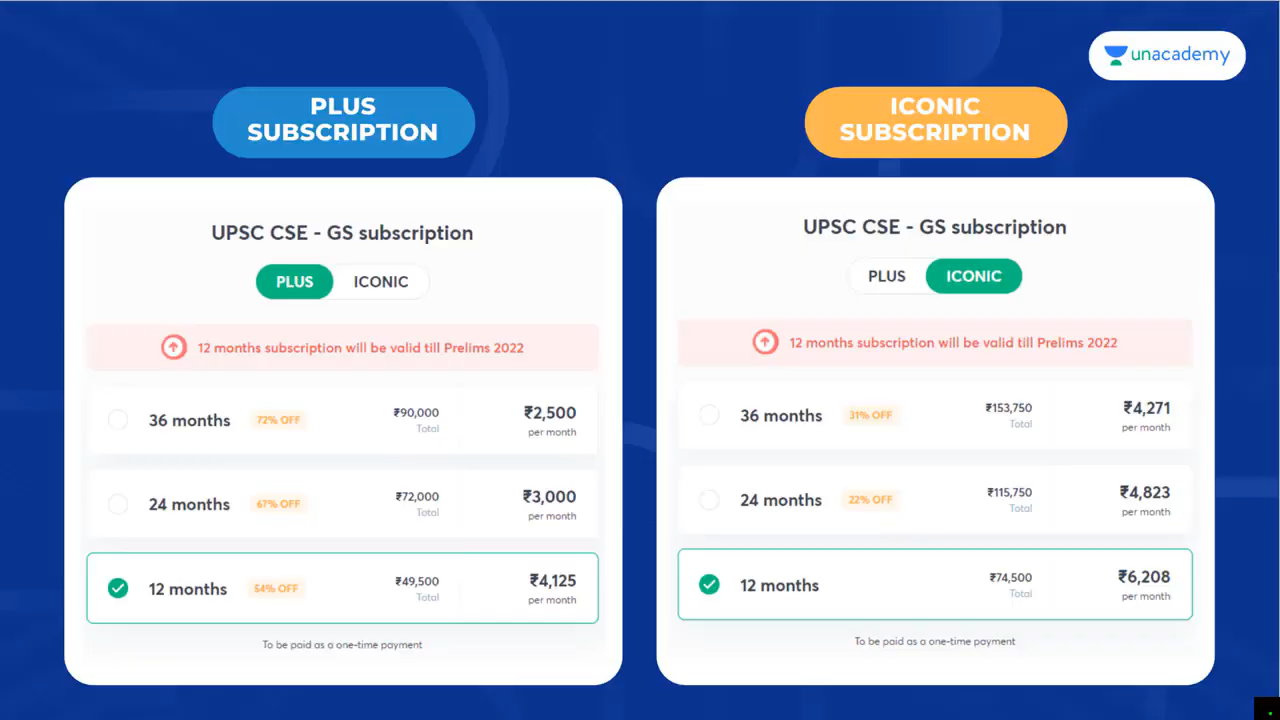 unacademy
PLUS
SUBSCRIPTION
UPSC CSE - GS subscription
PLUS ICONIC
12 months subscription will be valid till Prelims 2022
36 months 72% OFF ₹90,000 Total ₹2,500 per month
24 months 67% OFF ₹72,000 Total ₹3,000 per month
12 months 54% OFF ₹49,500 Total ₹4,125 per month
To be paid as a one-time payment
ICONIC
SUBSCRIPTION
UPSC CSE - GS subscription
PLUS ICONIC
12 months subscription will be valid till Prelims 2022
36 months 31% OFF ₹153,750 Total ₹4,271 per month
24 months 22% OFF ₹115,750 Total ₹4,823 per month
12 months ₹74,500 Total ₹6,208 per month
To be paid as a one-time payment